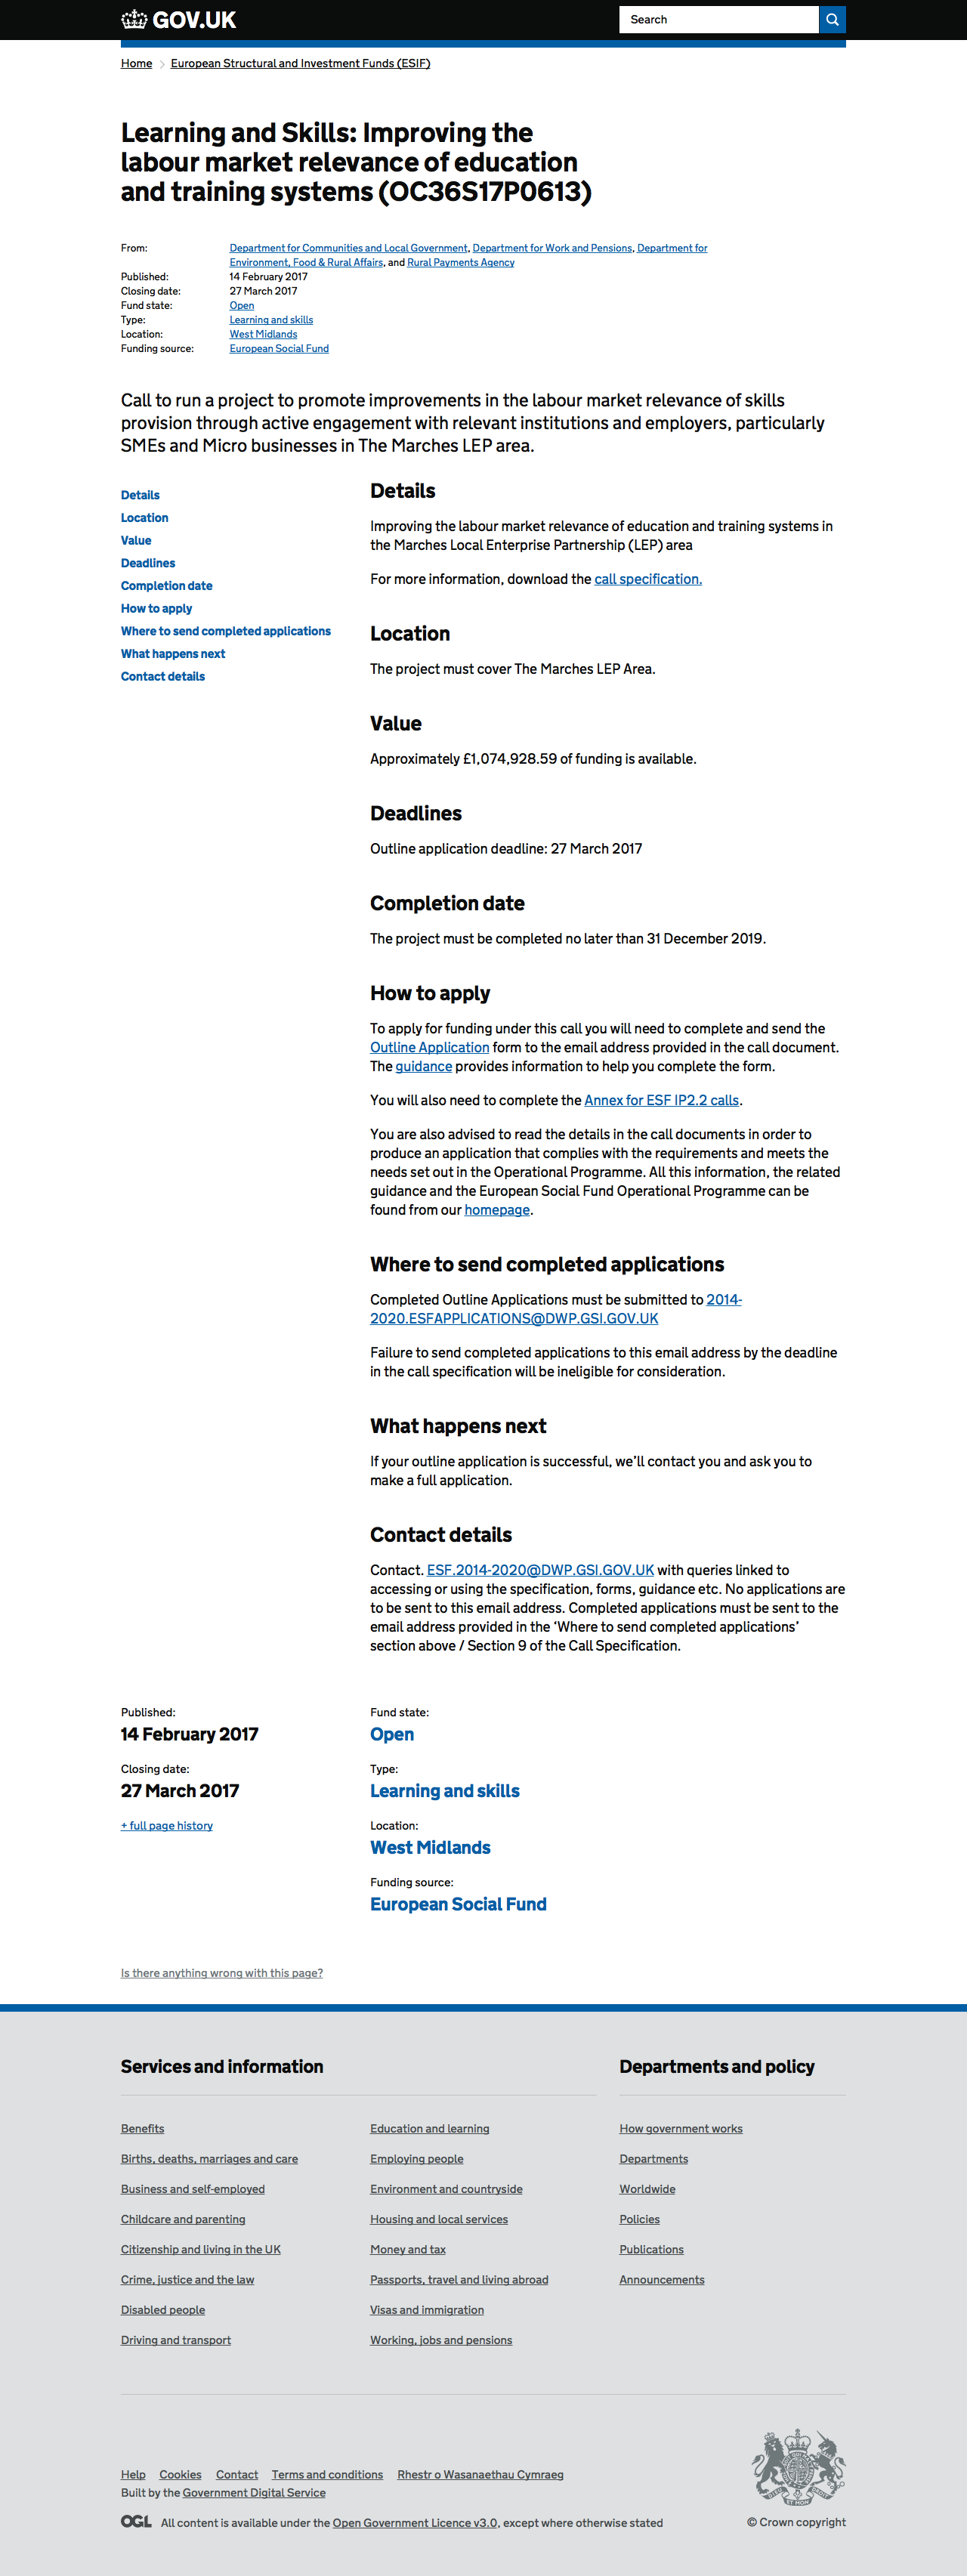 GOV.UK
Search
Home
European Structural and Investment Funds (ESIF)
Learning and Skills: Improving the
labour market relevance of education
and training systems (OC36S17P0613)
From: Department for Communities and Local Government, Department for Work and Pensions, Department for
Environment, Food & Rural Affairs, and Rural Payments Agency
Published: 14 February 2017
Closing date: 27 March 2017
Fund state: Open
Type: Learning and skills
Location: West Midlands
Funding source: European Social Fund
Call to run a project to promote improvements in the labour market relevance of skills
provision through active engagement with relevant institutions and employers, particularly
SMEs and Micro businesses in The Marches LEP area.
Details
Location
Value
Deadlines
Completion date
How to apply
Where to send completed applications
What happens next
Contact details
Details
Improving the labour market relevance of education and training systems in
the Marches Local Enterprise Partnership (LEP) area
For more information, download the call specification.
Location
The project must cover The Marches LEP Area.
Value
Approximately £1,074,928.59 of funding is available.
Deadlines
Outline application deadline: 27 March 2017
Completion date
The project must be completed no later than 31 December 2019.
How to apply
To apply for funding under this call you will need to complete and send the
Outline Application form to the email address provided in the call document.
The guidance provides information to help you complete the form.
You will also need to complete the Annex for ESF IP2.2 calls.
You are also advised to read the details in the call documents in order to
produce an application that complies with the requirements and meets the
needs set out in the Operational Programme. All this information, the related
guidance and the European Social Fund Operational Programme can be
found from our homepage.
Where to send completed applications
Completed Outline Applications must be submitted to 2014-
2020.ESFAPPLICATIONS@DWP.GSI.GOV.UK
Failure to send completed applications to this email address by the deadline
in the call specification will be ineligible for consideration.
What happens next
If your outline application is successful, we’ll contact you and ask you to
make a full application.
Contact details
Contact. ESF.2014-2020@DWP.GSI.GOV.UK with queries linked to
accessing or using the specification, forms, guidance etc. No applications are
to be sent to this email address. Completed applications must be sent to the
email address provided in the ‘Where to send completed applications’
section above / Section 9 of the Call Specification.
Published:
14 February 2017
Closing date:
27 March 2017
+ full page history
Fund state:
Open
Type:
Learning and skills
Location:
West Midlands
Funding source:
European Social Fund
Is there anything wrong with this page?
Services and information
Benefits
Births, deaths, marriages and care
Business and self-employed
Childcare and parenting
Citizenship and living in the UK
Crime, justice and the law
Disabled people
Driving and transport
Education and learning
Employing people
Environment and countryside
Housing and local services
Money and tax
Passports, travel and living abroad
Visas and immigration
Working, jobs and pensions
Departments and policy
How government works
Departments
Worldwide
Policies
Publications
Announcements
Help Cookies Contact Terms and conditions Rhestr o Wasanaethau Cymraeg
Built by the Government Digital Service
OGL All content is available under the Open Government Licence v3.0, except where otherwise stated
© Crown copyright